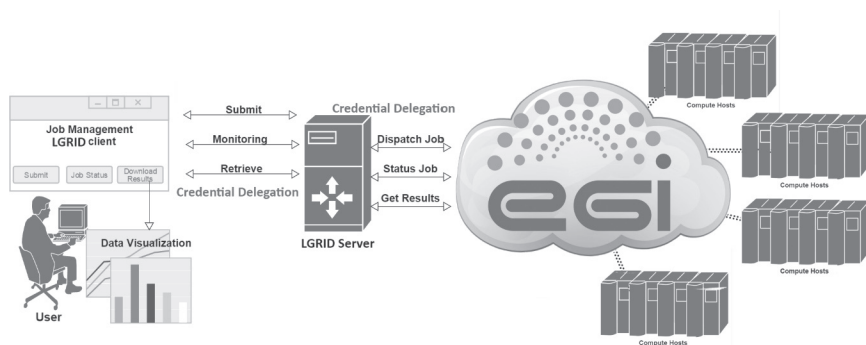 Job Management
LGRID client
Submit
Job Status
Download
Results
Data Visualization
User
Submit
Monitoring
Retrieve
Credential Delegation
Credential Delegation
Dispatch Job
Status Job
Get Results
LGRID Server
eGi
Compute Hosts
Compute Hosts
Compute Hosts
Compute Hosts